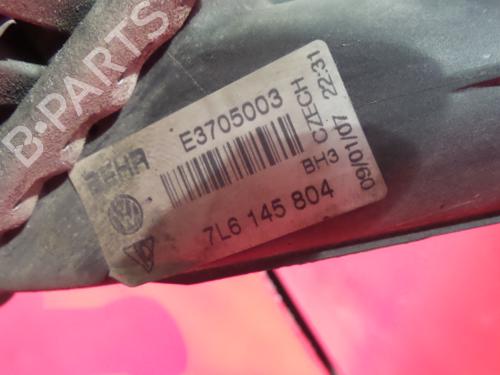 B-PARTS
BEHR
E3705003
BH3 CZECH
09/01/07 22:31
7L6 145 804